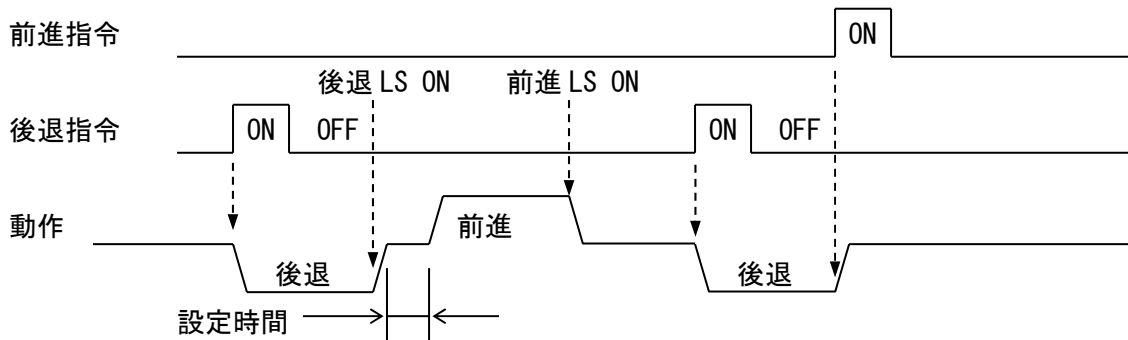 前進指令
ON
後退LS ON 前進LS ON
後退指令
ON OFF ON OFF
動作
前進
後退 後退
設定時間